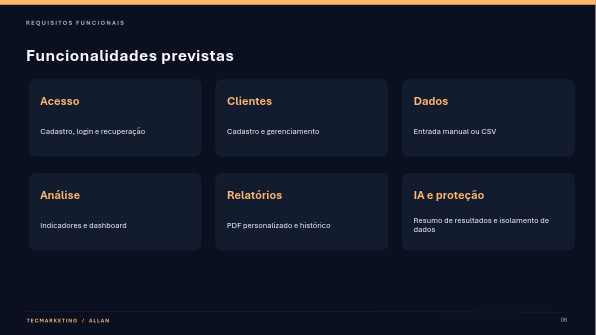 REQUISITOS FUNCIONAIS
Funcionalidades previstas
Acesso
Cadastro, login e recuperação
Clientes
Cadastro e gerenciamento
Dados
Entrada manual ou CSV
Análise
Indicadores e dashboard
Relatórios
PDF personalizado e histórico
IA e proteção
Resumo de resultados e isolamento de
dados
TECMARKETING / ALLAN
06